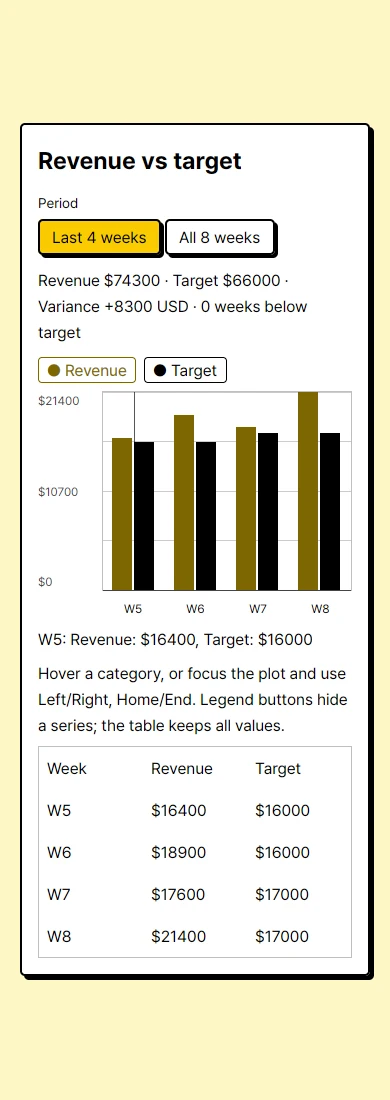 Revenue vs target
Period
Last 4 weeks All 8 weeks
Revenue $74300 · Target $66000 ·
Variance +8300 USD · 0 weeks below
target
Revenue Target
$21400
$10700
$0
W5 W6 W7 W8
W5: Revenue: $16400, Target: $16000
Hover a category, or focus the plot and use
Left/Right, Home/End. Legend buttons hide
a series; the table keeps all values.
Week Revenue Target
W5 $16400 $16000
W6 $18900 $16000
W7 $17600 $17000
W8 $21400 $17000